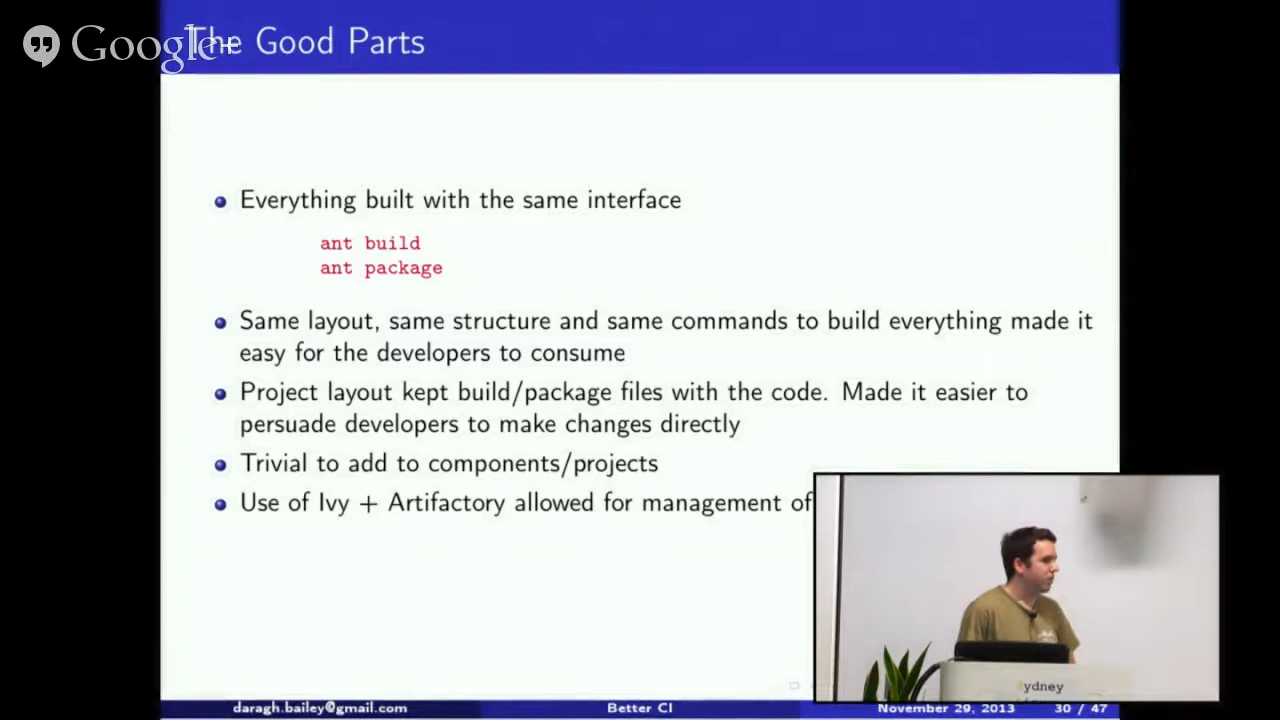 Google+
The Good Parts
Everything built with the same interface
ant build
ant package
Same layout, same structure and same commands to build everything made it
easy for the developers to consume
Project layout kept build/package files with the code. Made it easier to
persuade developers to make changes directly
Trivial to add to components/projects
Use of Ivy + Artifactory allowed for management of
ydney
daragh.bailey@gmail.com
Better CI
November 29, 2013
30 / 47